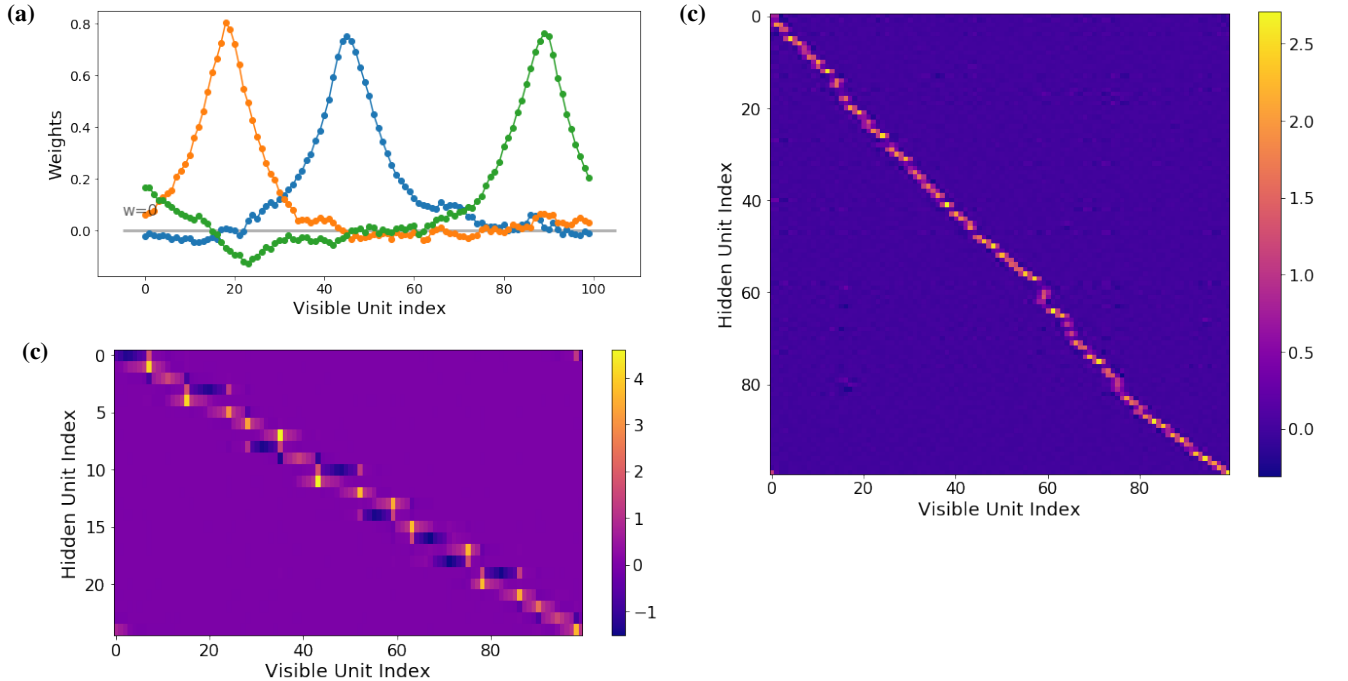 (a)
0.8
0.6
0.4
0.2
0.0
Weights
w=0
0 20 40 60 80 100
Visible Unit index
(c)
0
5
10
15
20
Hidden Unit Index
0 20 40 60 80
Visible Unit Index
4
3
2
1
0
−1
(c)
0
20
40
60
80
Hidden Unit Index
0 20 40 60 80
Visible Unit Index
2.5
2.0
1.5
1.0
0.5
0.0